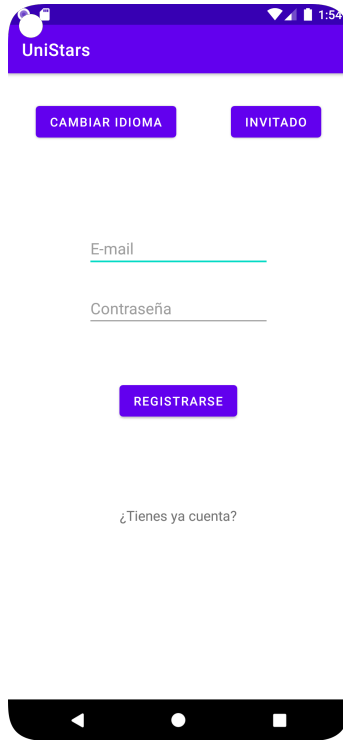 1:54
UniStars
CAMBIAR IDIOMA
INVITADO
E-mail
Contraseña
REGISTRARSE
¿Tienes ya cuenta?